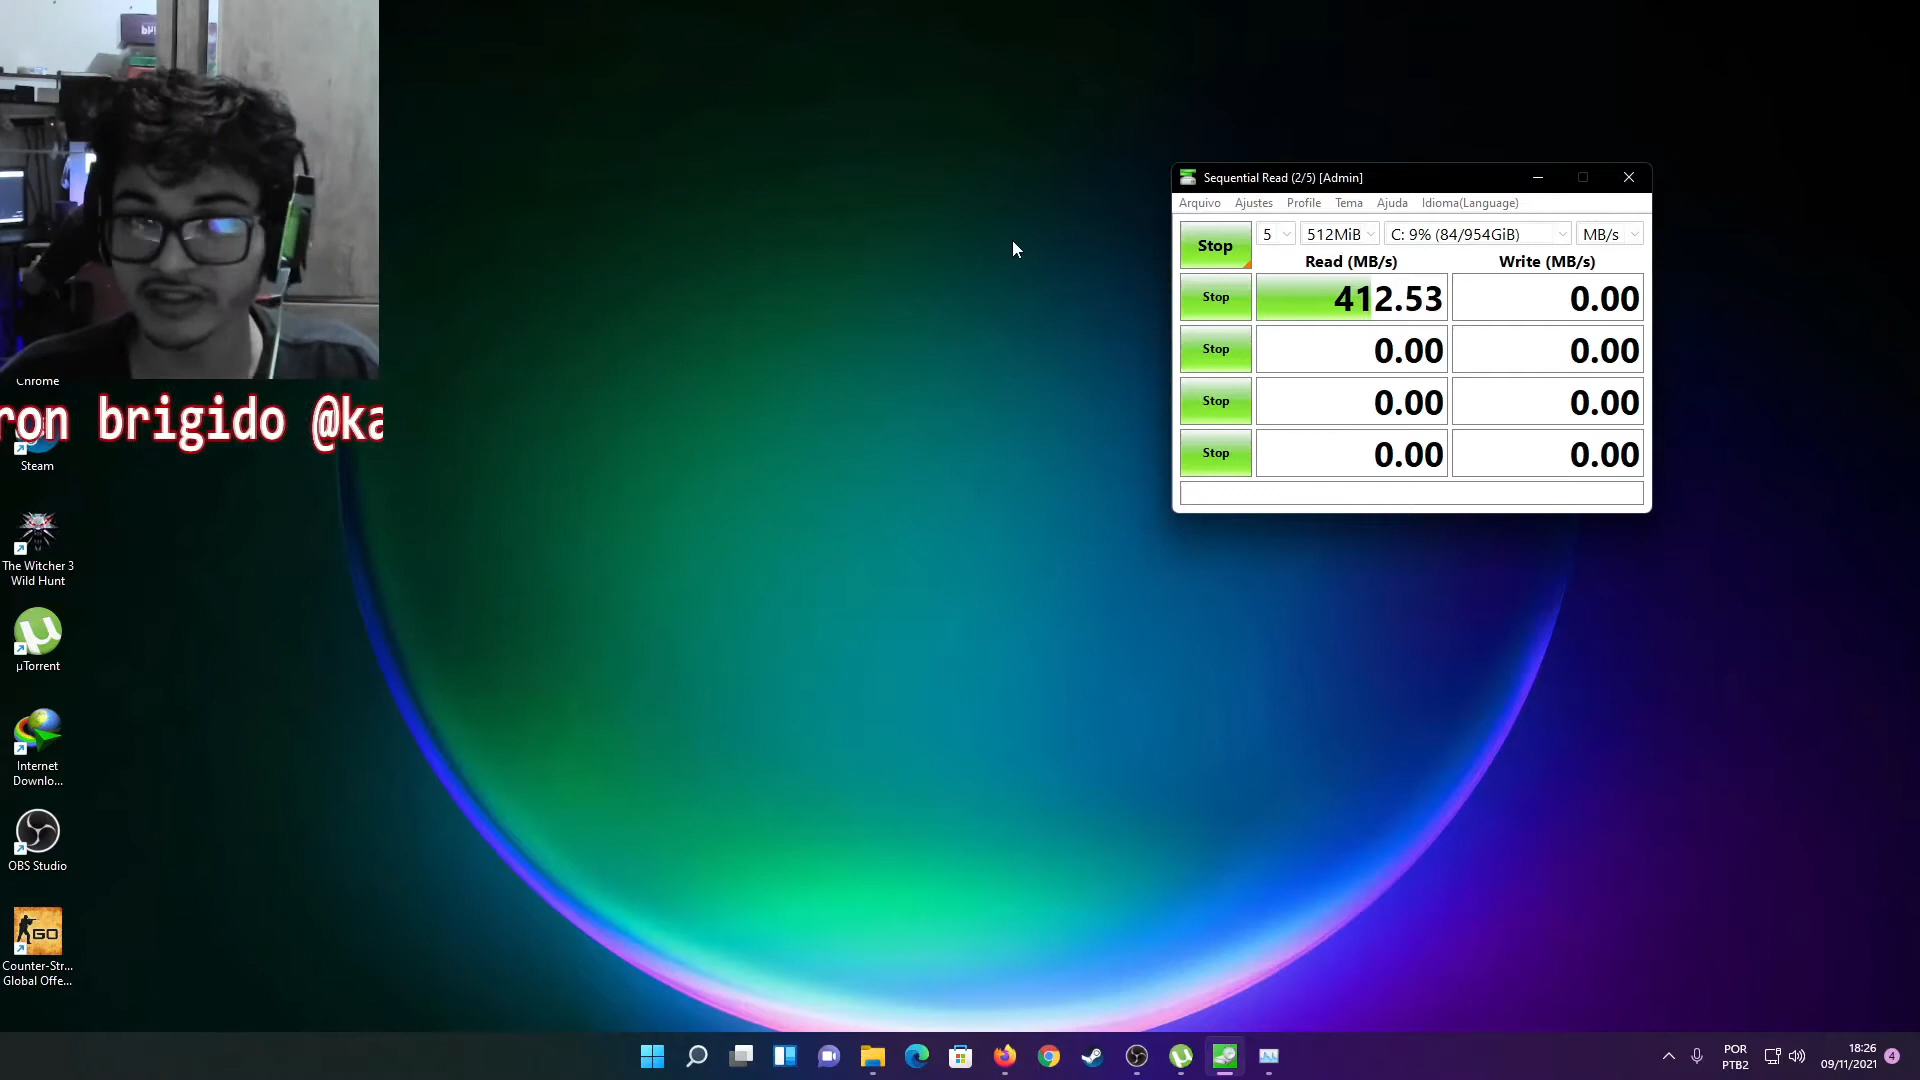 Chrome
ron brigido @ka
Steam
The Witcher 3
Wild Hunt
µTorrent
Internet
Downlo...
OBS Studio
GO
Counter-Str...
Global Offe...
Sequential Read (2/5) [Admin]
Arquivo Ajustes Profile Tema Ajuda Idioma(Language)
Stop 5 512MiB C: 9% (84/954GiB) MB/s
Read (MB/s) Write (MB/s)
Stop 412.53 0.00
Stop 0.00 0.00
Stop 0.00 0.00
Stop 0.00 0.00
POR
PTB2
18:26
09/11/2021
4